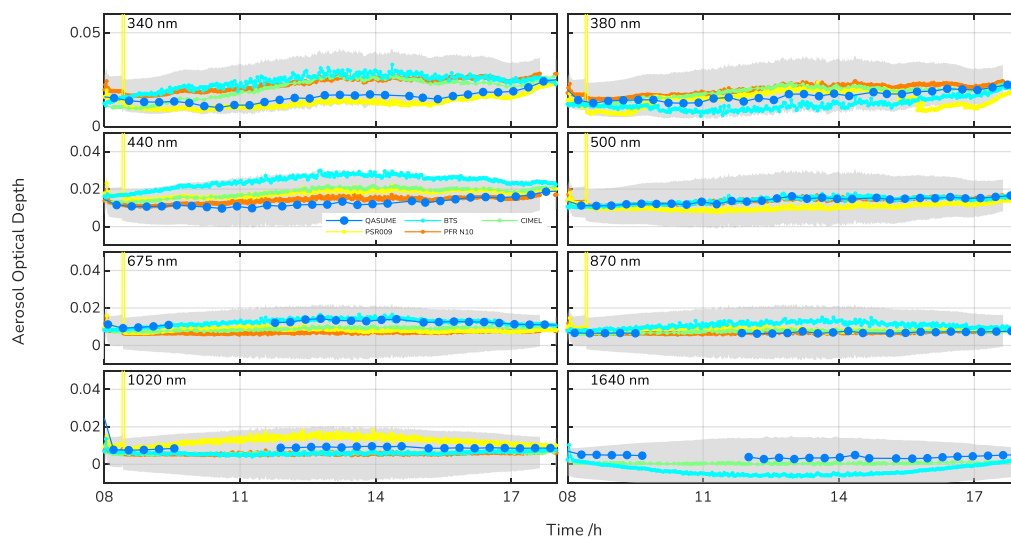 340 nm
380 nm
0.05
0
440 nm
500 nm
0.04
0.02
0
QASUME
BTS
CIMEL
PSR009
PFR N10
675 nm
870 nm
0.04
0.02
0
1020 nm
1640 nm
0.04
0.02
0
08
11
14
17
08
11
14
17
Aerosol Optical Depth
Time /h